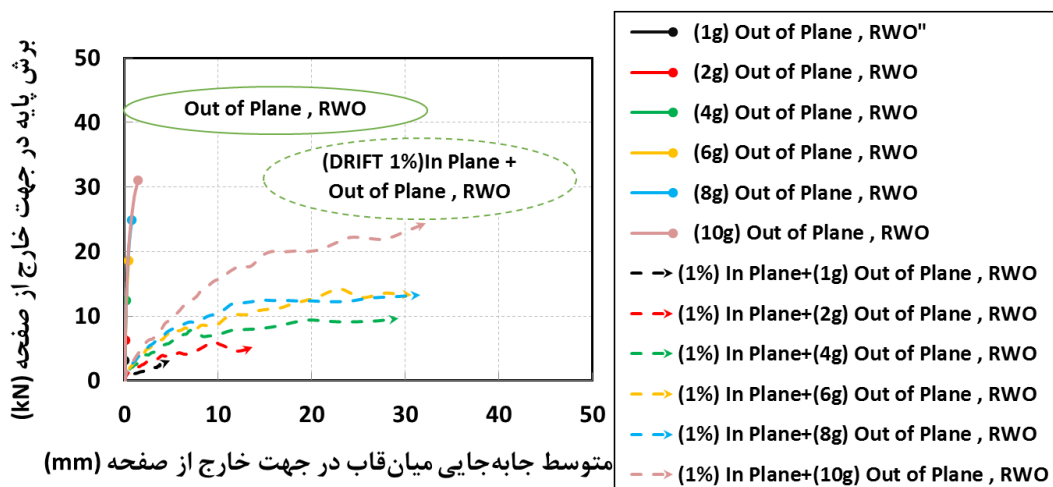 برش پایه در جهت خارج از صفحه (kN)
50
40
30
20
10
0
Out of Plane , RWO
(DRIFT 1%)In Plane +
Out of Plane , RWO
0
10
20
30
40
50
متوسط جابه‌جایی میان‌قاب در جهت خارج از صفحه (mm)
(1g) Out of Plane , RWO"
(2g) Out of Plane , RWO
(4g) Out of Plane , RWO
(6g) Out of Plane , RWO
(8g) Out of Plane , RWO
(10g) Out of Plane , RWO
(1%) In Plane+(1g) Out of Plane , RWO
(1%) In Plane+(2g) Out of Plane , RWO
(1%) In Plane+(4g) Out of Plane , RWO
(1%) In Plane+(6g) Out of Plane , RWO
(1%) In Plane+(8g) Out of Plane , RWO
(1%) In Plane+(10g) Out of Plane , RWO